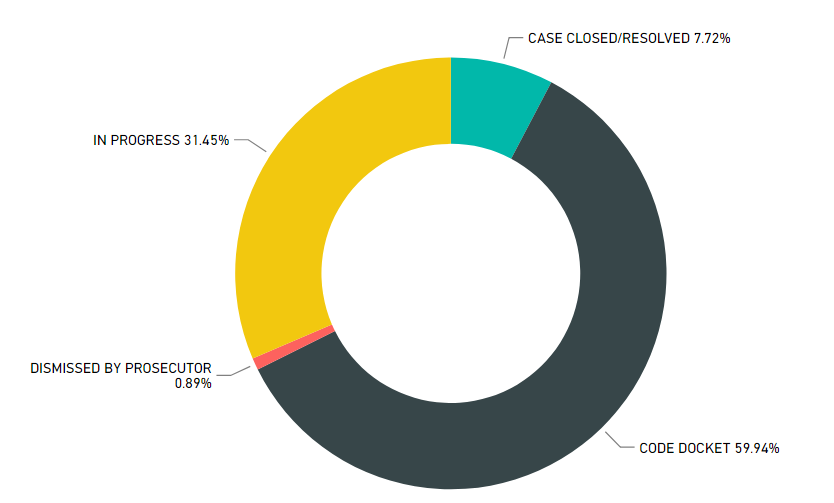 CASE CLOSED/RESOLVED 7.72%
IN PROGRESS 31.45%
DISMISSED BY PROSECUTOR
0.89%
CODE DOCKET 59.94%